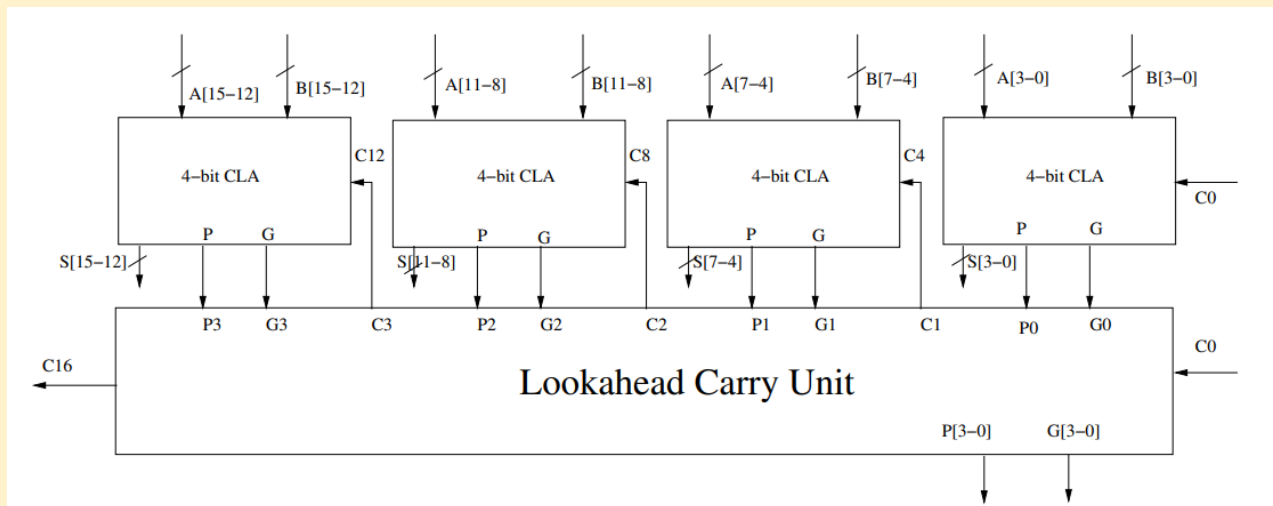 A[15–12]
B[15–12]
A[11–8]
B[11–8]
A[7–4]
B[7–4]
A[3–0]
B[3–0]
4–bit CLA
C12
4–bit CLA
C8
4–bit CLA
C4
4–bit CLA
C0
P G
P G
P G
P G
S[15–12]
S[11–8]
S[7–4]
S[3–0]
P3 G3 C3 P2 G2 C2 P1 G1 C1 P0 G0
C0
C16
Lookahead Carry Unit
P[3–0] G[3–0]